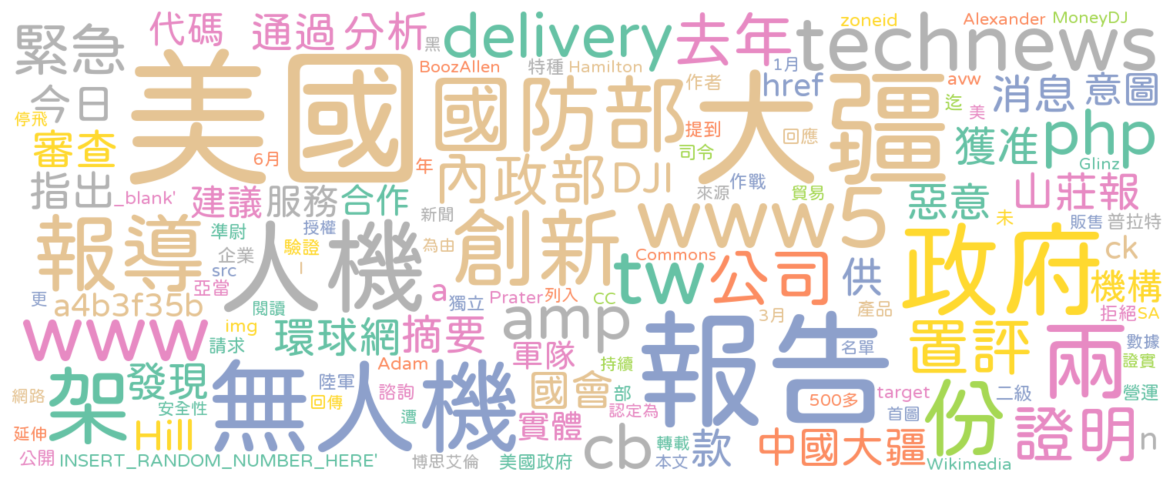 緊急
代碼
通過
分析
黑
delivery
去年
technews
zoneid
Alexander
MoneyDJ
今日
停飛
審查
美國
BoozAllen
特種
Hamilton
國防部
作者
大疆
1月
href
avw
迄
美
消息
意圖
回應
獲准
php
Glinz
指出
_blank'
6月
年
內政部
DJI
提到
司令
來源
作戰
貿易
惡意
山莊報
建議
服務
合作
新聞
www5
未
販售
普拉特
報導
準尉
授權
人機
為由
創新
Commons
tw
公司
供
政府
ck
機構
企業
驗證
src
l
亞當
a4b3f35b
閱讀
a
獨立
Prater
列入
CC
產品
拒絕
SA
更
www
img
請求
環球網
摘要
amp
3月
報告
名單
置評
兩
數據
證實
架
發現
安全性
無人機
陸軍
Adam
諮詢
軍隊
持續
國會
部
500多
target
首圖
份
二級
營運
網路
回傳
遭
認定為
實體
延伸
Hill
公開
INSERT_RANDOM_NUMBER_HERE'
博思艾倫
美國政府
cb
轉載
本文
款
中國大疆
Wikimedia
證明
n